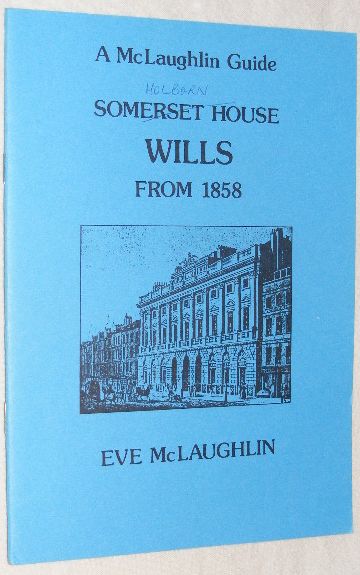 A McLaughlin Guide
HOLBORN
SOMERSET HOUSE
WILLS
FROM 1858
EVE McLAUGHLIN